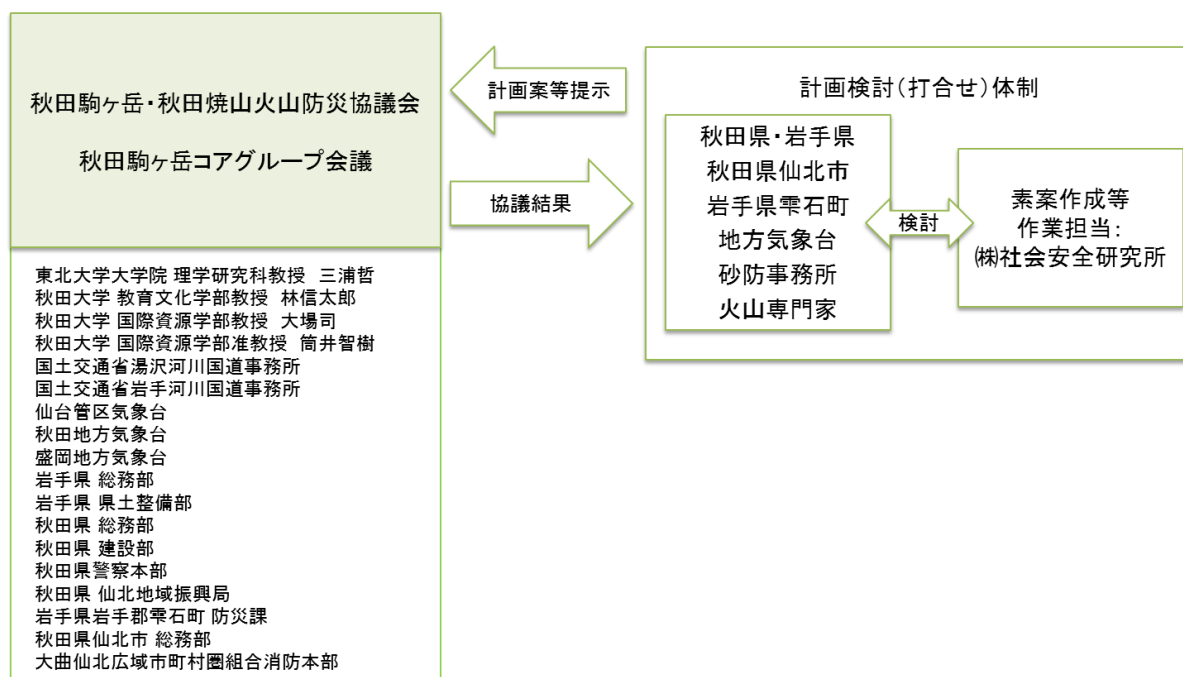 秋田駒ヶ岳・秋田焼山火山防災協議会
秋田駒ヶ岳コアグループ会議
東北大学大学院 理学研究科教授 三浦哲
秋田大学 教育文化学部教授 林信太郎
秋田大学 国際資源学部教授 大場司
秋田大学 国際資源学部准教授 筒井智樹
国土交通省湯沢河川国道事務所
国土交通省岩手河川国道事務所
仙台管区気象台
秋田地方気象台
盛岡地方気象台
岩手県 総務部
岩手県 県土整備部
秋田県 総務部
秋田県 建設部
秋田県警察本部
秋田県 仙北地域振興局
岩手県岩手郡雫石町 防災課
秋田県仙北市 総務部
大曲仙北広域市町村圏組合消防本部
計画案等提示
協議結果
計画検討(打合せ)体制
秋田県・岩手県
秋田県仙北市
岩手県雫石町
地方気象台
砂防事務所
火山専門家
検討
素案作成等
作業担当:
㈱社会安全研究所